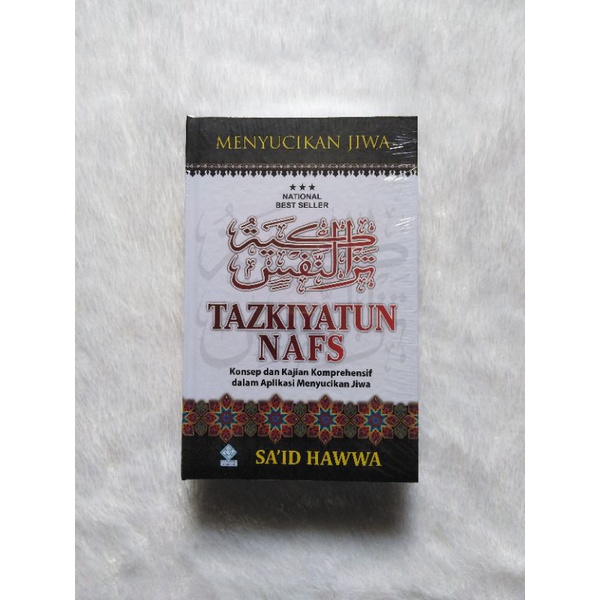 MENYUCIKAN JIWA
★★★
NATIONAL
BEST SELLER
تزكية النفس
TAZKIYATUN
NAFS
Konsep dan Kajian Komprehensif
dalam Aplikasi Menyucikan Jiwa
SA'ID HAWWA